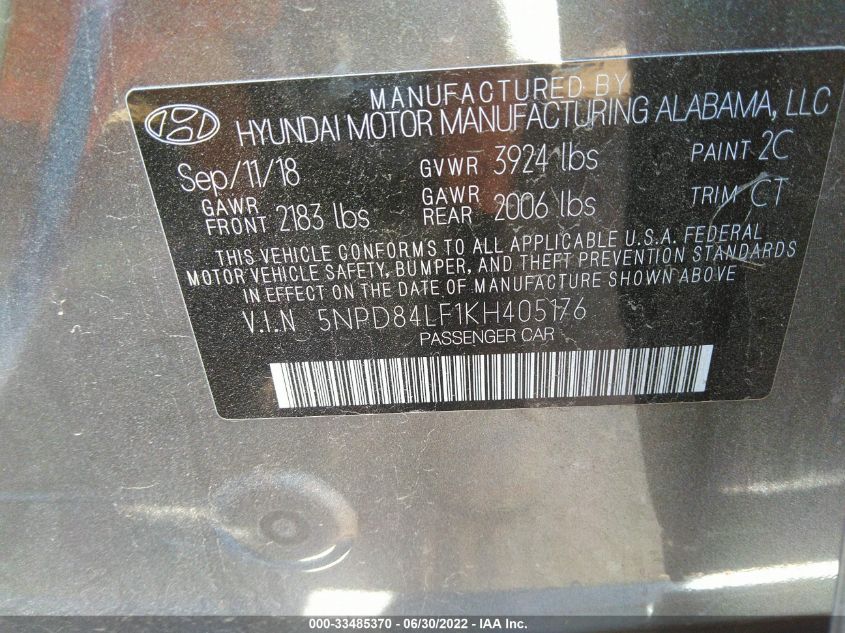 MANUFACTURED BY
HYUNDAI MOTOR MANUFACTURING ALABAMA, LLC
Sep/11/18 GVWR 3924 lbs PAINT 2C
GAWR FRONT 2183 lbs GAWR REAR 2006 lbs TRIM CT
THIS VEHICLE CONFORMS TO ALL APPLICABLE U.S.A. FEDERAL
MOTOR VEHICLE SAFETY, BUMPER, AND THEFT PREVENTION STANDARDS
IN EFFECT ON THE DATE OF MANUFACTURE SHOWN ABOVE
V.I.N 5NPD84LF1KH405176
PASSENGER CAR
000-33485370 - 06/30/2022 - IAA Inc.